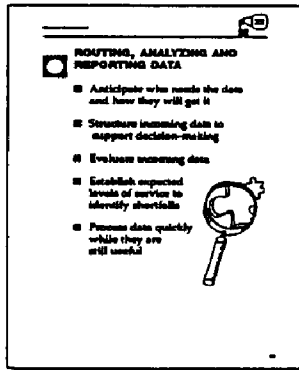 ROUTING, ANALYZING AND
REPORTING DATA
Anticipate who needs the data
and how they will get it
Structure incoming data to
support decision-making
Evaluate incoming data
Establish expected
levels of service to
identify shortfalls
Process data quickly
while they are
still useful